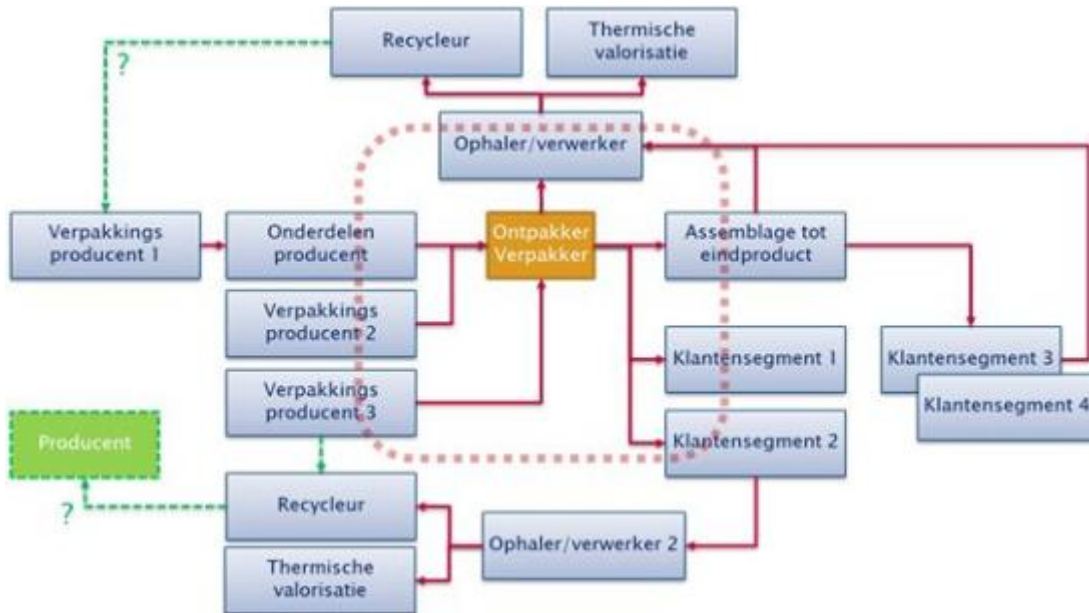 Recycleur
Thermische
valorisatie
?
Ophaler/verwerker
Verpakkings
producent 1
Onderdelen
producent
Ontpakker
Verpakker
Assemblage tot
eindproduct
Verpakkings
producent 2
Klantensegment 1
Klantensegment 3
Verpakkings
producent 3
Klantensegment 4
Producent
Klantensegment 2
?
Recycleur
Ophaler/verwerker 2
Thermische
valorisatie